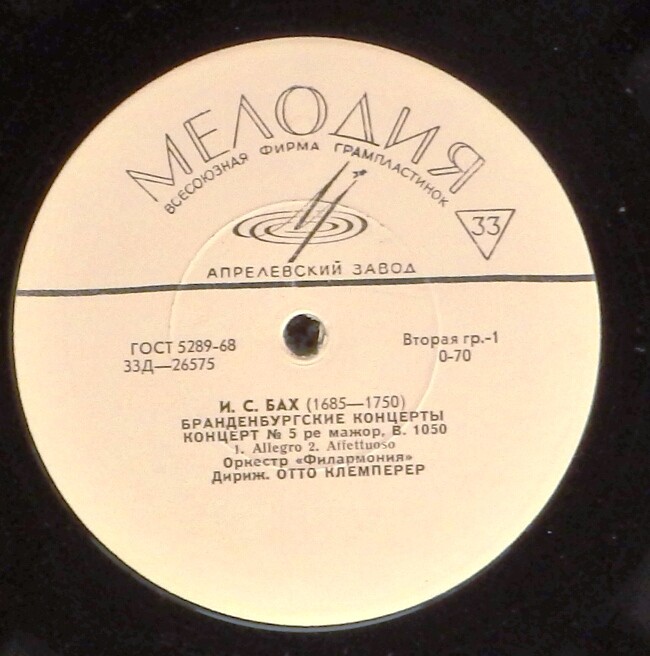 МЕЛОДИЯ
ВСЕСОЮЗНАЯ ФИРМА ГРАМПЛАСТИНОК
33
АПРЕЛЕВСКИЙ ЗАВОД
ГОСТ 5289-68
33Д—26575
Вторая гр.-1
0-70
И. С. БАХ (1685—1750)
БРАНДЕНБУРГСКИЕ КОНЦЕРТЫ
КОНЦЕРТ № 5 ре мажор, В. 1050
1. Allegro 2. Affettuoso
Оркестр «Филармония»
Дириж. ОТТО КЛЕМПЕРЕР